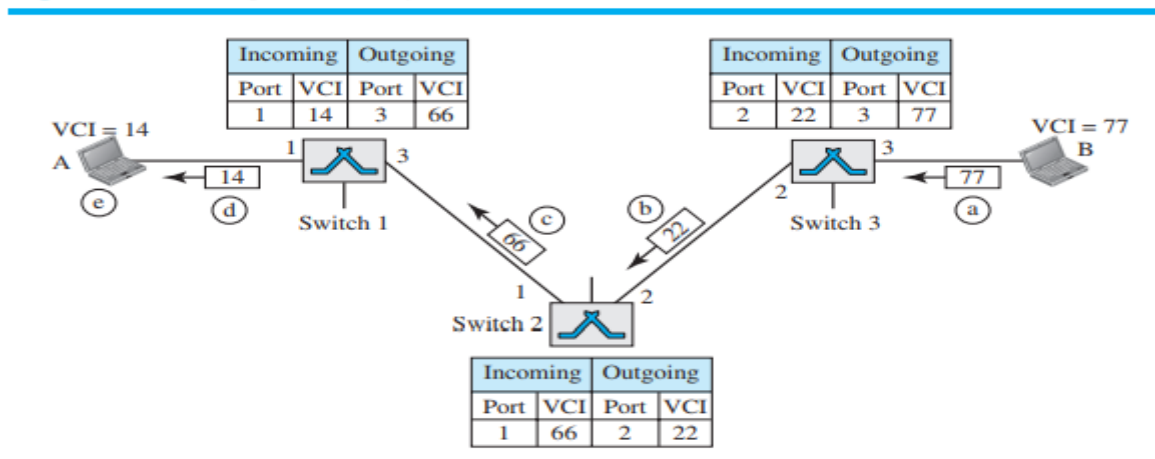 Incoming Outgoing
Port VCI Port VCI
1 14 3 66
Incoming Outgoing
Port VCI Port VCI
2 22 3 77
VCI = 14
A
1
3
14
e
d
Switch 1
c
66
b
22
VCI = 77
B
3
2
77
a
Switch 3
1
2
Switch 2
Incoming Outgoing
Port VCI Port VCI
1 66 2 22